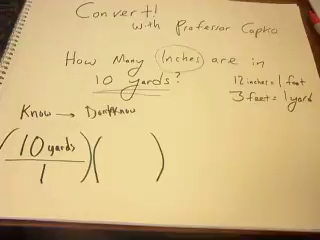 Convert!
with Professor Capko
How Many Inches are in
10 yards?
12 inches = 1 foot
3 feet = 1 yard
Know → Don't Know
(10 yards) ( )
1